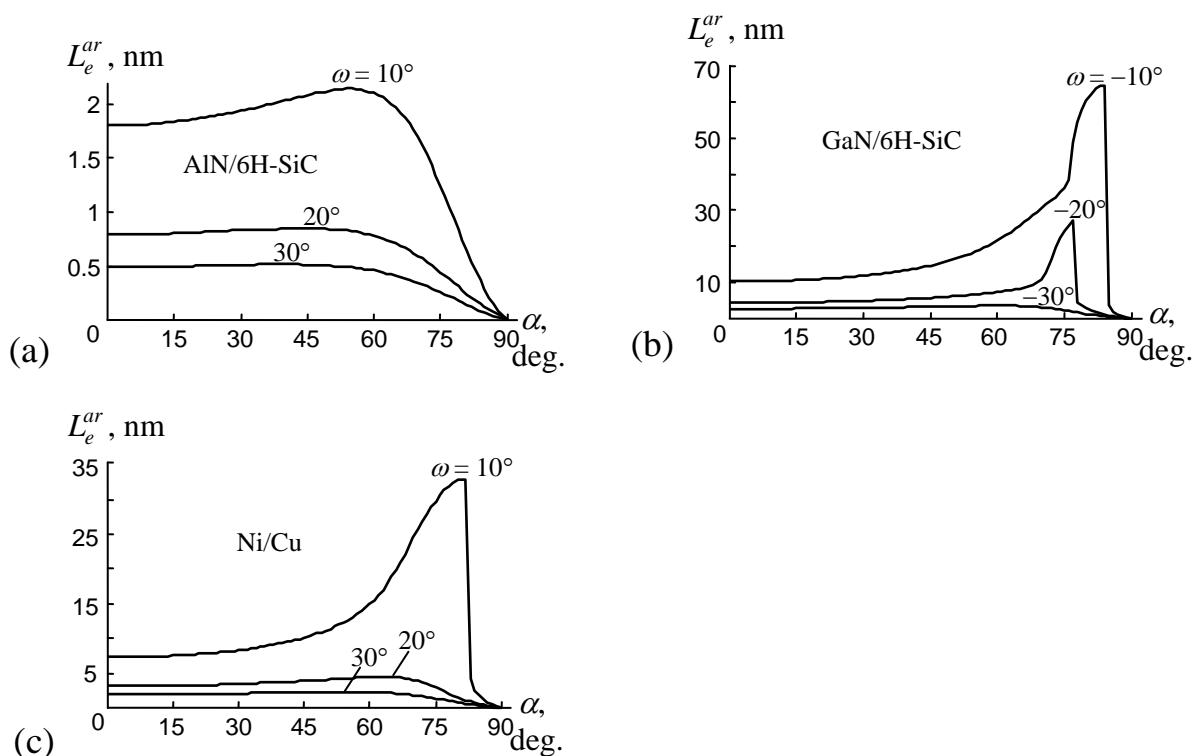 L_e^{ar}, nm
2
1.5
1
0.5
0 15 30 45 60 75 90
α, deg.
ω = 10°
20°
30°
AlN/6H-SiC
(a)
L_e^{ar}, nm
70
50
30
10
0 15 30 45 60 75 90
α, deg.
ω = −10°
−20°
−30°
GaN/6H-SiC
(b)
L_e^{ar}, nm
35
25
15
5
0 15 30 45 60 75 90
α, deg.
ω = 10°
20°
30°
Ni/Cu
(c)